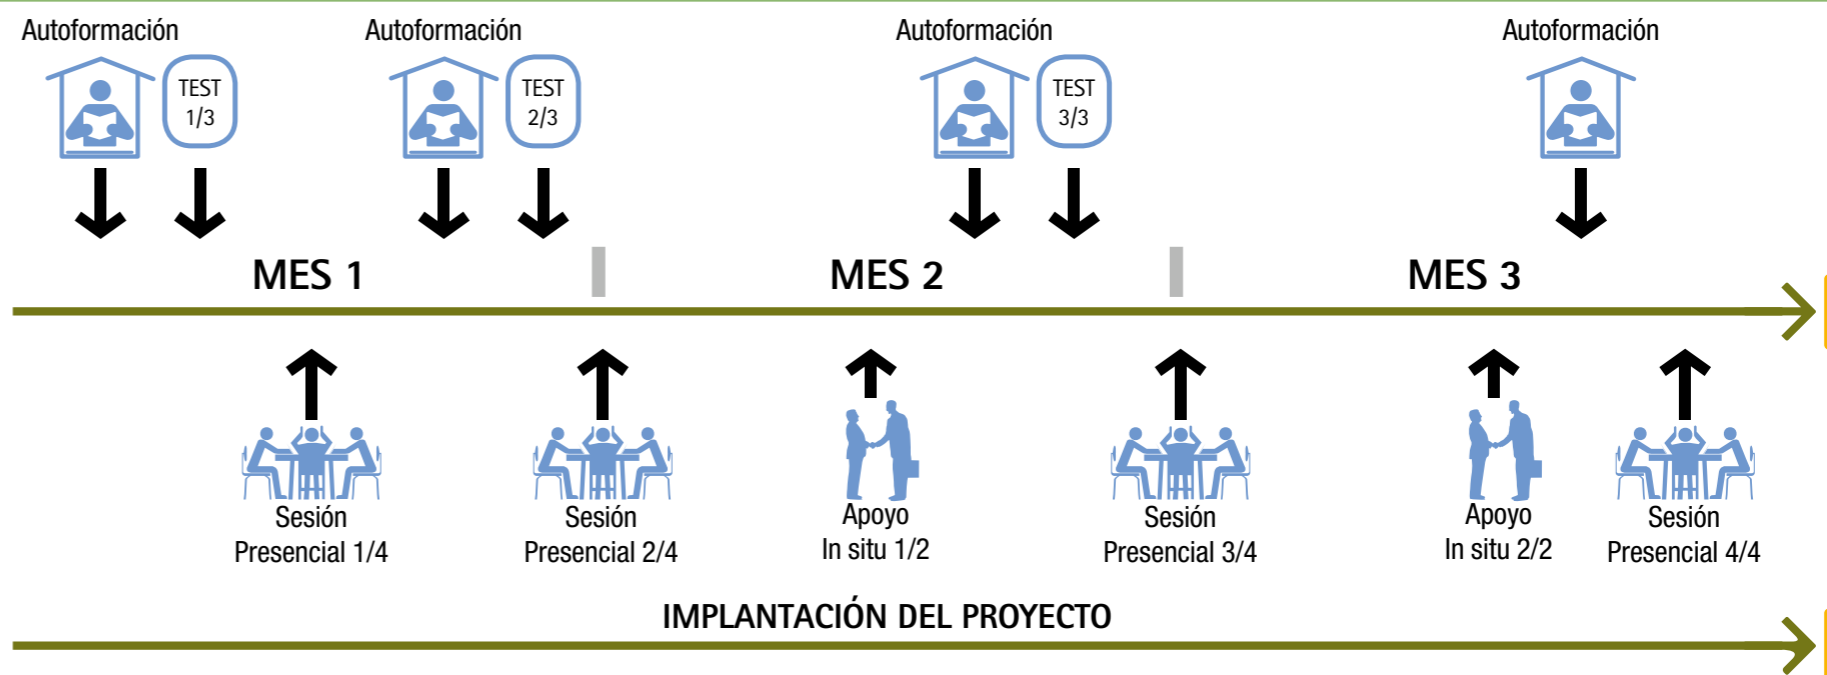 Autoformación
Autoformación
Autoformación
Autoformación
TEST
1/3
TEST
2/3
TEST
3/3
MES 1
MES 2
MES 3
Sesión
Presencial 1/4
Sesión
Presencial 2/4
Apoyo
In situ 1/2
Sesión
Presencial 3/4
Apoyo
In situ 2/2
Sesión
Presencial 4/4
IMPLANTACIÓN DEL PROYECTO